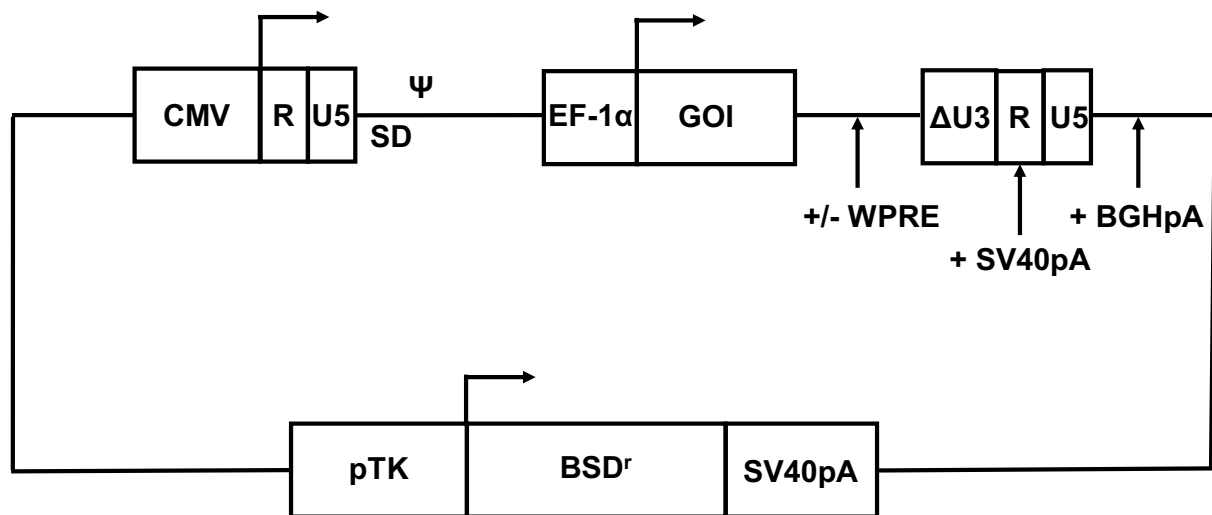 CMV R U5 Ψ SD EF-1α GOI ΔU3 R U5
+/- WPRE
+ SV40pA
+ BGHpA
pTK BSDʳ SV40pA